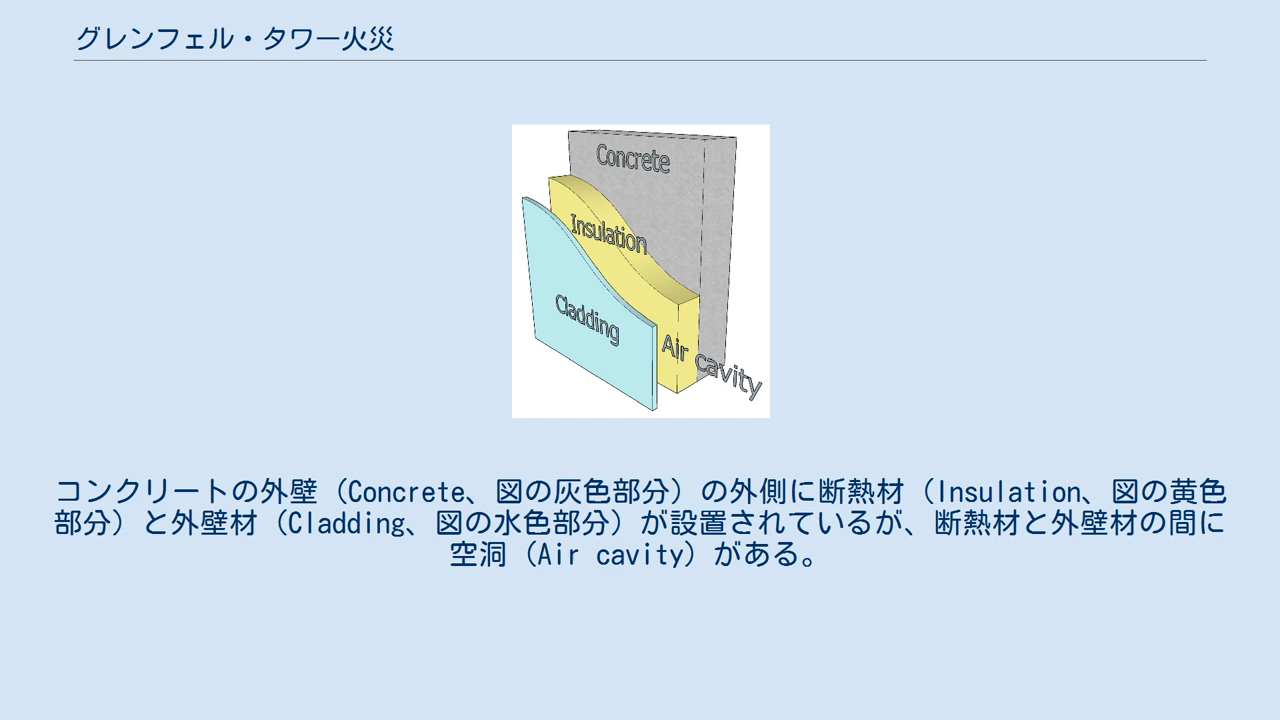 グレンフェル・タワー火災
Concrete
Insulation
Cladding
Air cavity
コンクリートの外壁（Concrete、図の灰色部分）の外側に断熱材（Insulation、図の黄色
部分）と外壁材（Cladding、図の水色部分）が設置されているが、断熱材と外壁材の間に
空洞（Air cavity）がある。